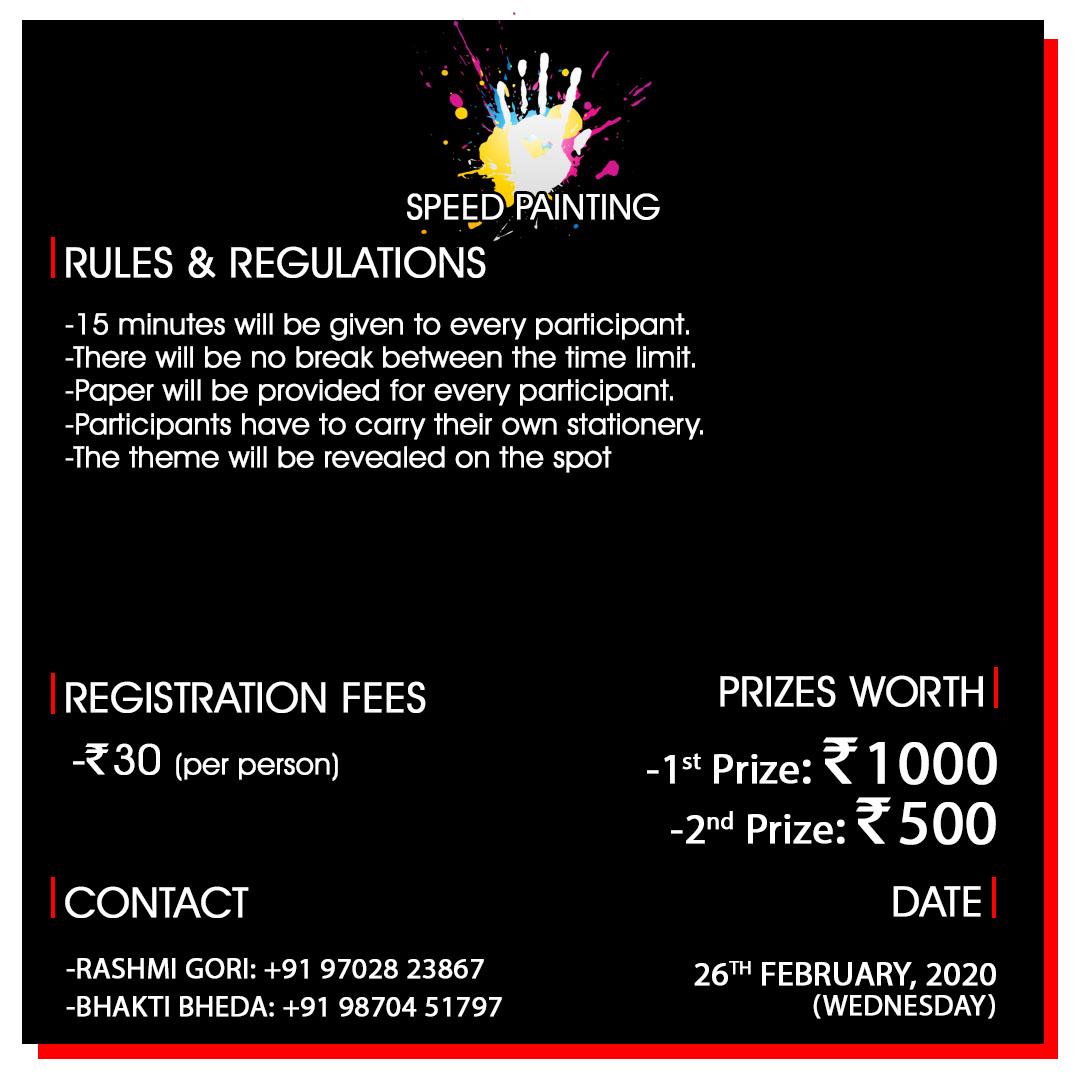 SPEED PAINTING
RULES & REGULATIONS
-15 minutes will be given to every participant.
-There will be no break between the time limit.
-Paper will be provided for every participant.
-Participants have to carry their own stationery.
-The theme will be revealed on the spot
REGISTRATION FEES
-₹30 (per person)
PRIZES WORTH
-1st Prize: ₹1000
-2nd Prize: ₹500
CONTACT
-RASHMI GORI: +91 97028 23867
-BHAKTI BHEDA: +91 98704 51797
DATE
26TH FEBRUARY, 2020
(WEDNESDAY)